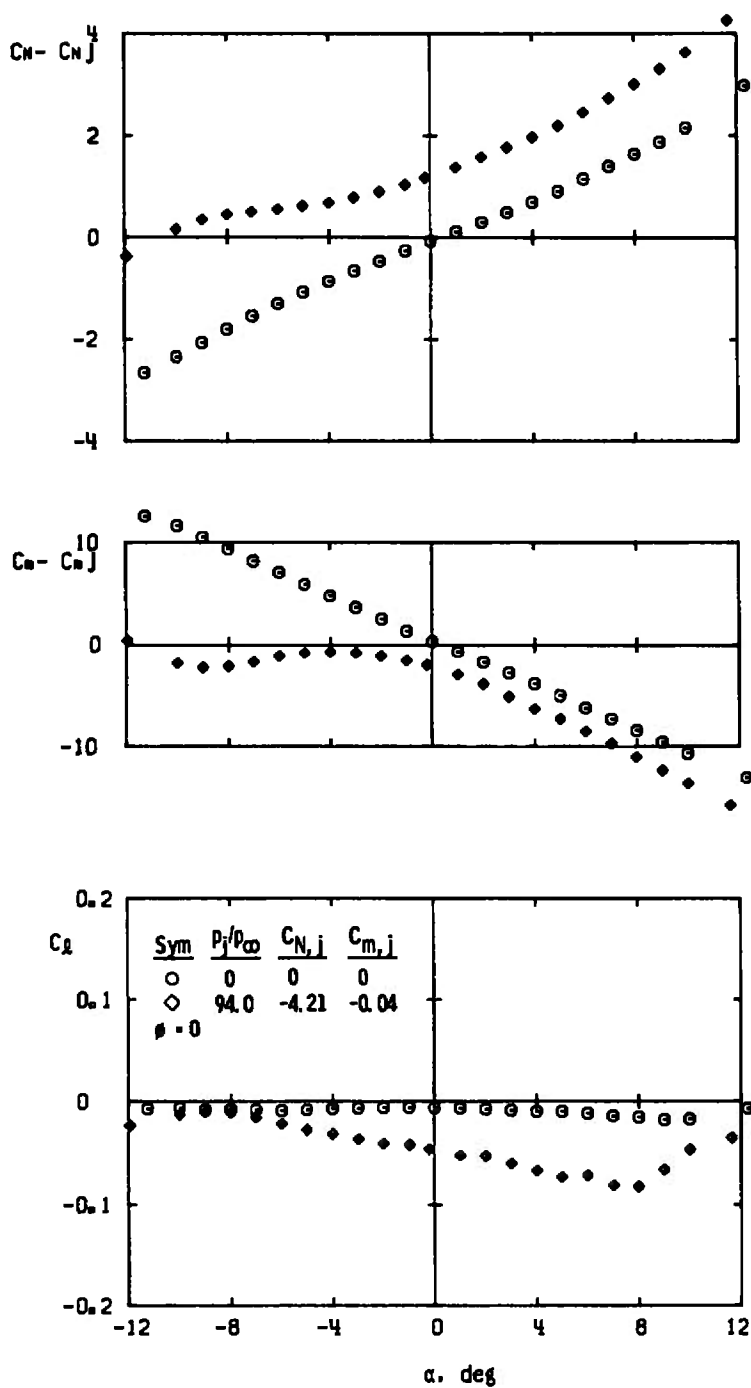 4
CN- CNj
2
0
-2
-4
10
Cm- Cmj
0
-10
0.2
Cℓ
Sym pj/p∞ CN,j Cm,j
○ 0 0 0
0.1
◇ 94.0 -4.21 -0.04
ø = 0
0
-0.1
-0.2
-12 -8 -4 0 4 8 12
α, deg